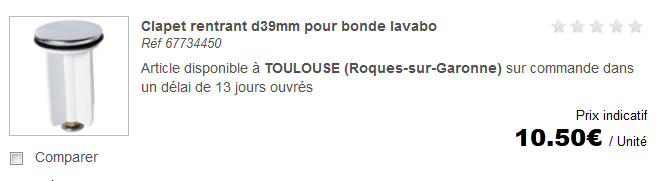 Clapet rentrant d39mm pour bonde lavabo
Réf 67734450
Article disponible à TOULOUSE (Roques-sur-Garonne) sur commande dans
un délai de 13 jours ouvrés
Prix indicatif
10.50€ / Unité
Comparer